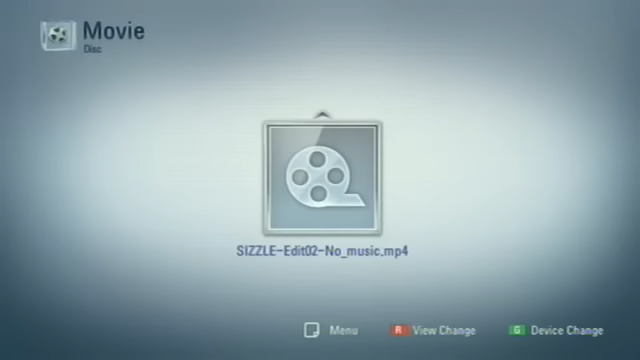 Movie
Disc
SIZZLE-Edit02-No_music.mp4
Menu
R View Change
G Device Change